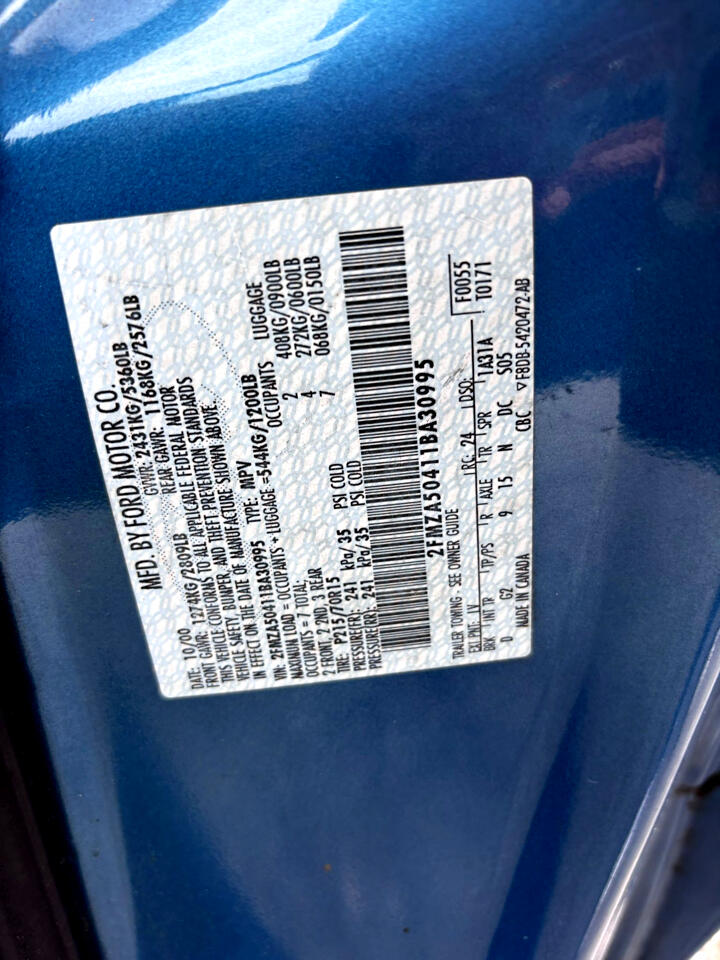 MFD. BY FORD MOTOR CO.
DATE: 10/00 GVWR: 2431KG/5360LB
FRONT GAWR: 1274KG/2809LB REAR GAWR: 1168KG/2576LB
THIS VEHICLE CONFORMS TO ALL APPLICABLE FEDERAL MOTOR
VEHICLE SAFETY, BUMPER, AND THEFT PREVENTION STANDARDS
IN EFFECT ON THE DATE OF MANUFACTURE SHOWN ABOVE
VIN: 2FMZA50411BA30995 TYPE: MPV
MAXIMUM LOAD = OCCUPANTS + LUGGAGE =544KG/1200LB
OCCUPANTS = 7 TOTAL: OCCUPANTS LUGGAGE
2 FRONT, 2 2ND, 3 REAR 2 408KG/0900LB
TIRE: P215/70R15 4 272KG/0600LB
PRESSURE(FR): 241 kPa/ 35 PSI COLD 7 068KG/0150LB
PRESSURE(RR): 241 kPa/ 35 PSI COLD
2FMZA50411BA30995
TRAILER TOWING - SEE OWNER GUIDE F0055
T0171
EXT PNT: LV RC: 24 DSO: 
BRK INT TR TP/PS R AXLE TR SPR 1A31A
D G2 9 15 N DC S05
MADE IN CANADA CBC ▽F8DB-5420472-AB